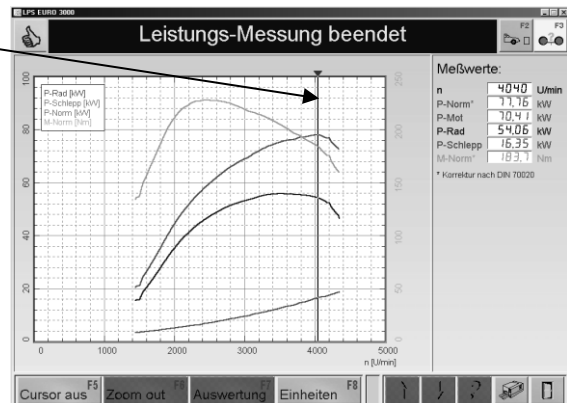 LPS EURO 3000
Leistungs-Messung beendet
F2
F3
Meßwerte:
n 4040 U/min
P-Norm* 77,76 kW
P-Mot 70,41 kW
P-Rad 54,06 kW
P-Schlepp 16,35 kW
M-Norm* 183,7 Nm
* Korrektur nach DIN 70020
P-Rad [kW]
P-Schlepp [kW]
P-Norm [kW]
M-Norm [Nm]
100
80
60
40
20
0
250
200
150
100
50
0
0 1000 2000 3000 4000 5000
n [U/min]
Cursor aus F5
Zoom out F6
Auswertung F7
Einheiten F8